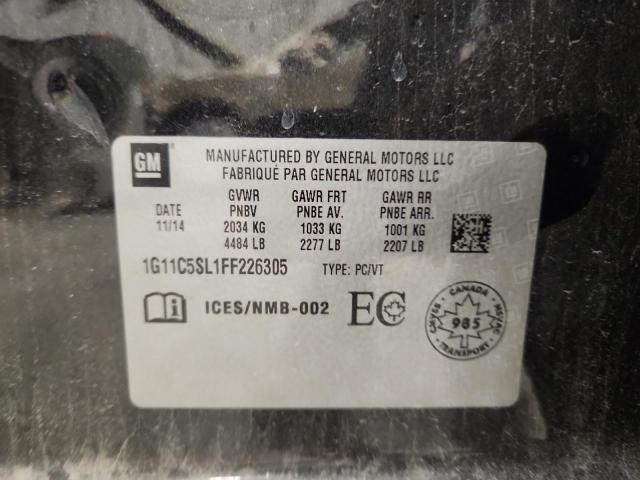 GM
MANUFACTURED BY GENERAL MOTORS LLC
FABRIQUÉ PAR GENERAL MOTORS LLC
GVWR GAWR FRT GAWR RR
DATE PNBV PNBE AV. PNBE ARR.
11/14 2034 KG 1033 KG 1001 KG
4484 LB 2277 LB 2207 LB
1G11C5SL1FF226305 TYPE: PC/VT
ICES/NMB-002 EC
CANADA
CMVSS 985 NSVAC
TRANSPORT